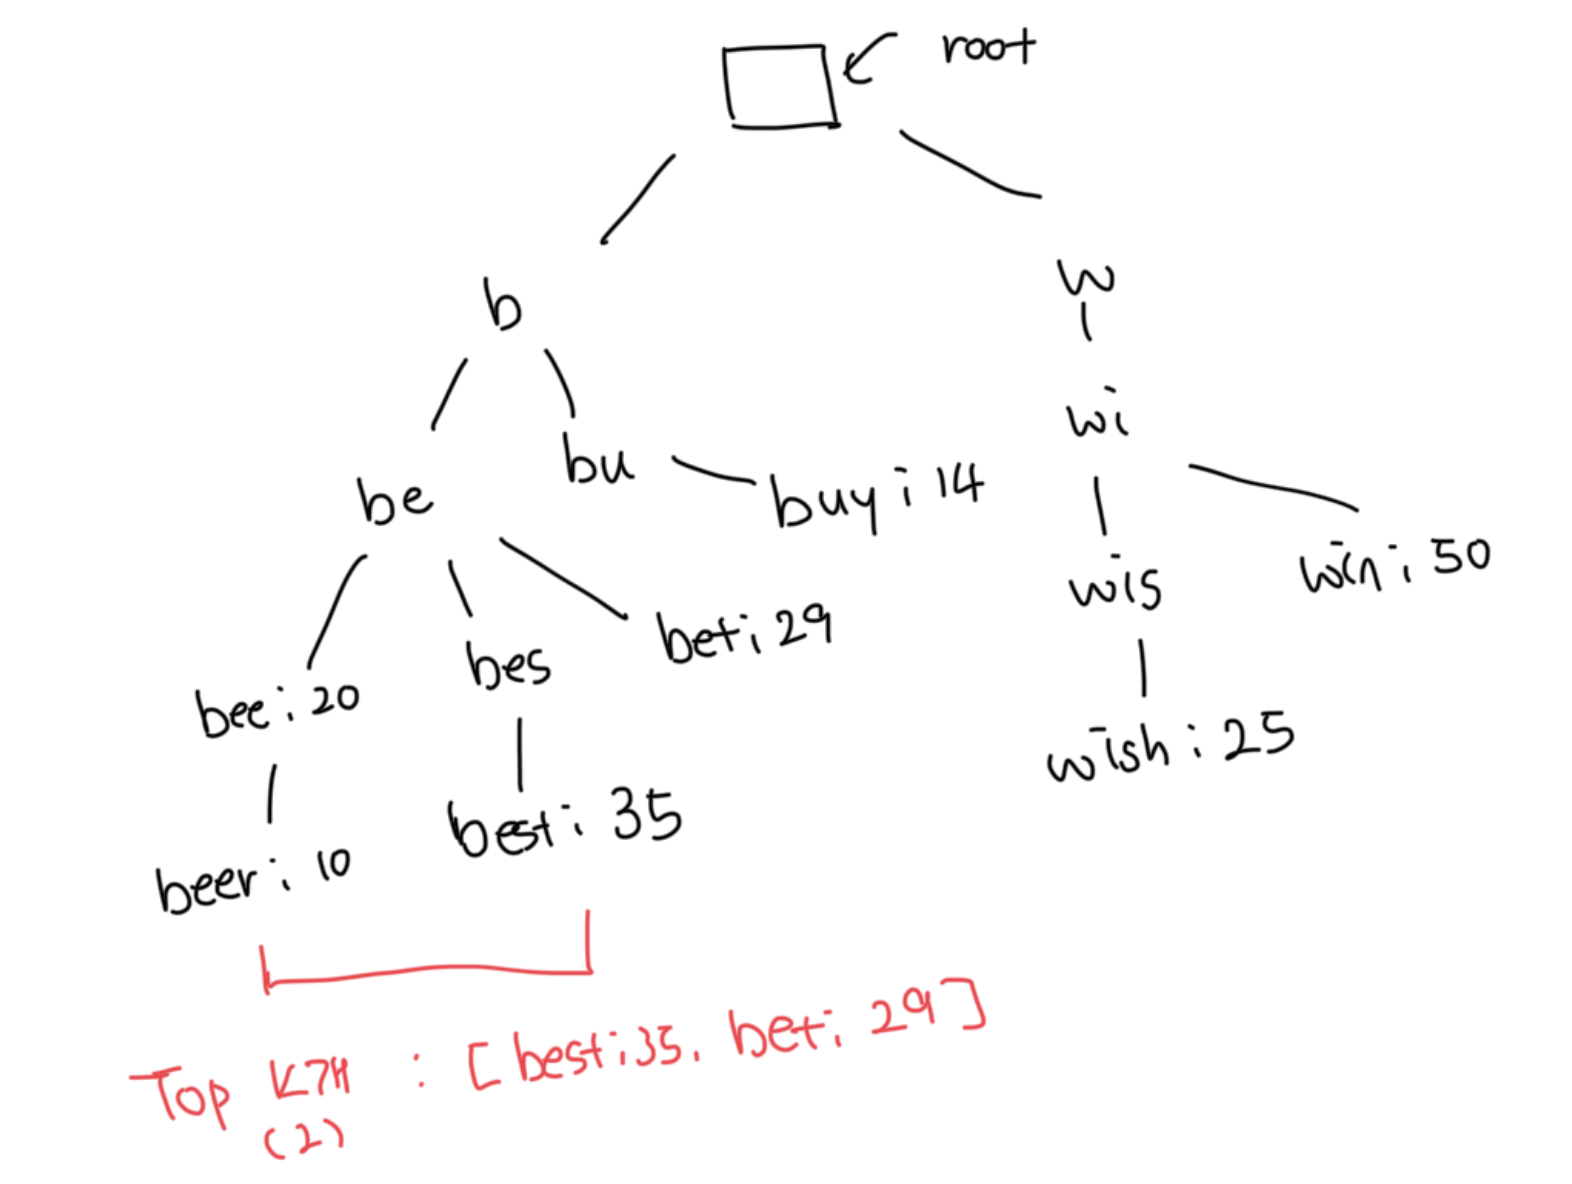 root
b
w
be
bu
buy : 14
wi
bee : 20
bes
bet : 29
wis
win : 50
beer : 10
best : 35
wish : 25
Top K개 : [best : 35, bet : 29]
(2)